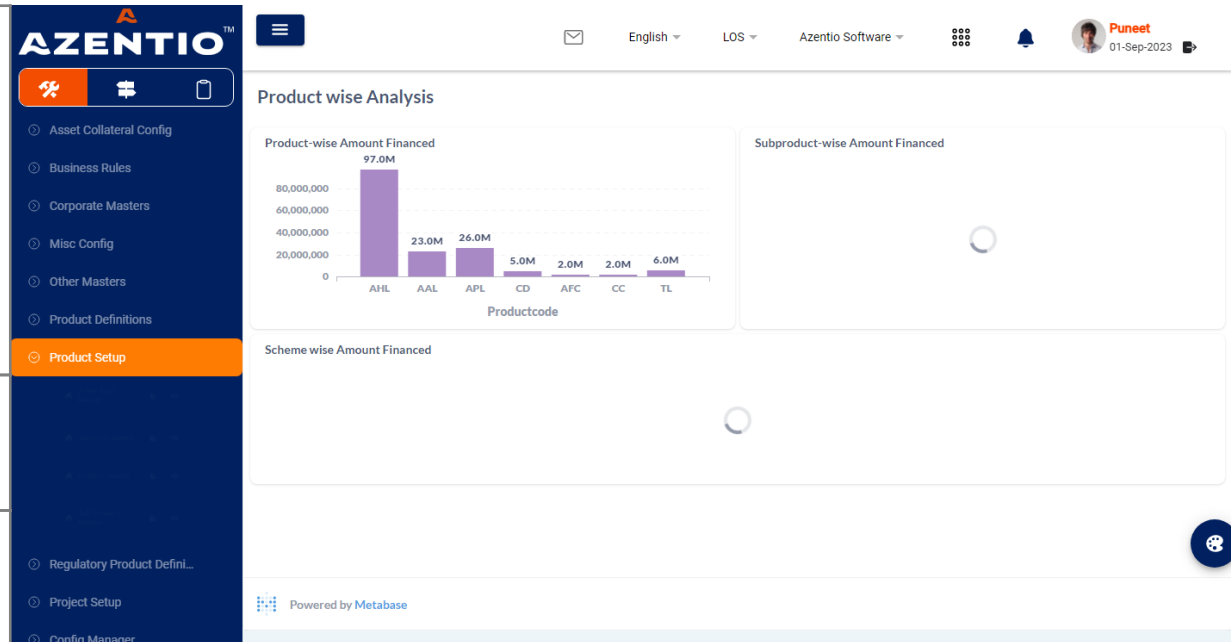 AZENTIO™
English
LOS
Azentio Software
Puneet
01-Sep-2023
Asset Collateral Config
Business Rules
Corporate Masters
Misc Config
Other Masters
Product Definitions
Product Setup
Regulatory Product Defini...
Project Setup
Config Manager
Product wise Analysis
Product-wise Amount Financed
97.0M
80,000,000
60,000,000
40,000,000
20,000,000
0
23.0M
26.0M
5.0M
2.0M
2.0M
6.0M
AHL
AAL
APL
CD
AFC
CC
TL
Productcode
Subproduct-wise Amount Financed
Scheme wise Amount Financed
Powered by Metabase